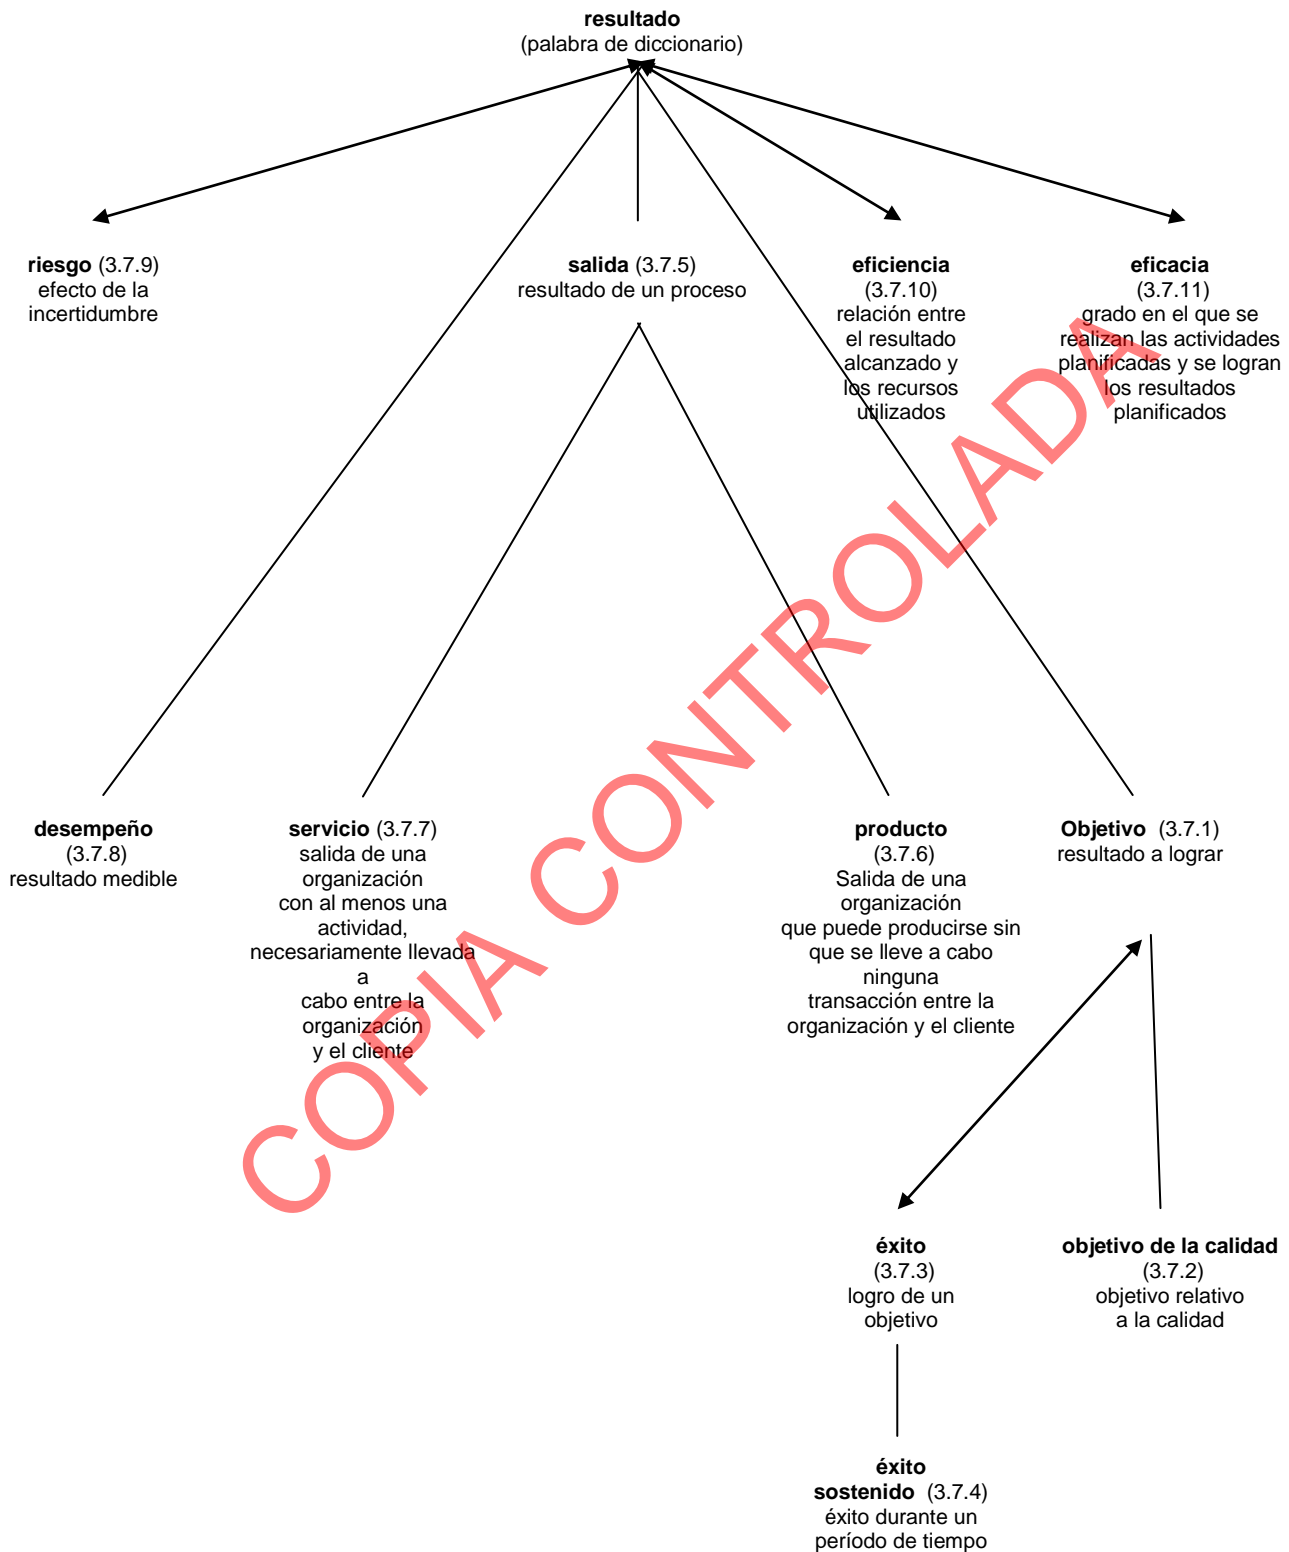 resultado
(palabra de diccionario)
riesgo (3.7.9)
efecto de la
incertidumbre
salida (3.7.5)
resultado de un proceso
eficiencia
(3.7.10)
relación entre
el resultado
alcanzado y
los recursos
utilizados
eficacia
(3.7.11)
grado en el que se
realizan las actividades
planificadas y se logran
los resultados
planificados
desempeño
(3.7.8)
resultado medible
servicio (3.7.7)
salida de una
organización
con al menos una
actividad,
necesariamente llevada
a
cabo entre la
organización
y el cliente
producto
(3.7.6)
Salida de una
organización
que puede producirse sin
que se lleve a cabo
ninguna
transacción entre la
organización y el cliente
Objetivo (3.7.1)
resultado a lograr
éxito
(3.7.3)
logro de un
objetivo
objetivo de la calidad
(3.7.2)
objetivo relativo
a la calidad
éxito
sostenido (3.7.4)
éxito durante un
período de tiempo
COPIA CONTROLADA